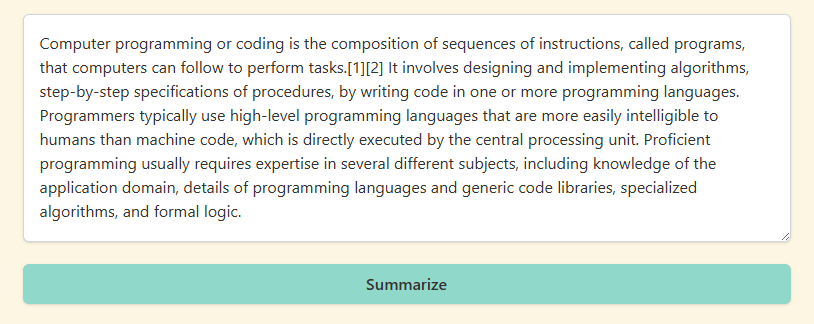 Computer programming or coding is the composition of sequences of instructions, called programs,
that computers can follow to perform tasks.[1][2] It involves designing and implementing algorithms,
step-by-step specifications of procedures, by writing code in one or more programming languages.
Programmers typically use high-level programming languages that are more easily intelligible to
humans than machine code, which is directly executed by the central processing unit. Proficient
programming usually requires expertise in several different subjects, including knowledge of the
application domain, details of programming languages and generic code libraries, specialized
algorithms, and formal logic.
Summarize